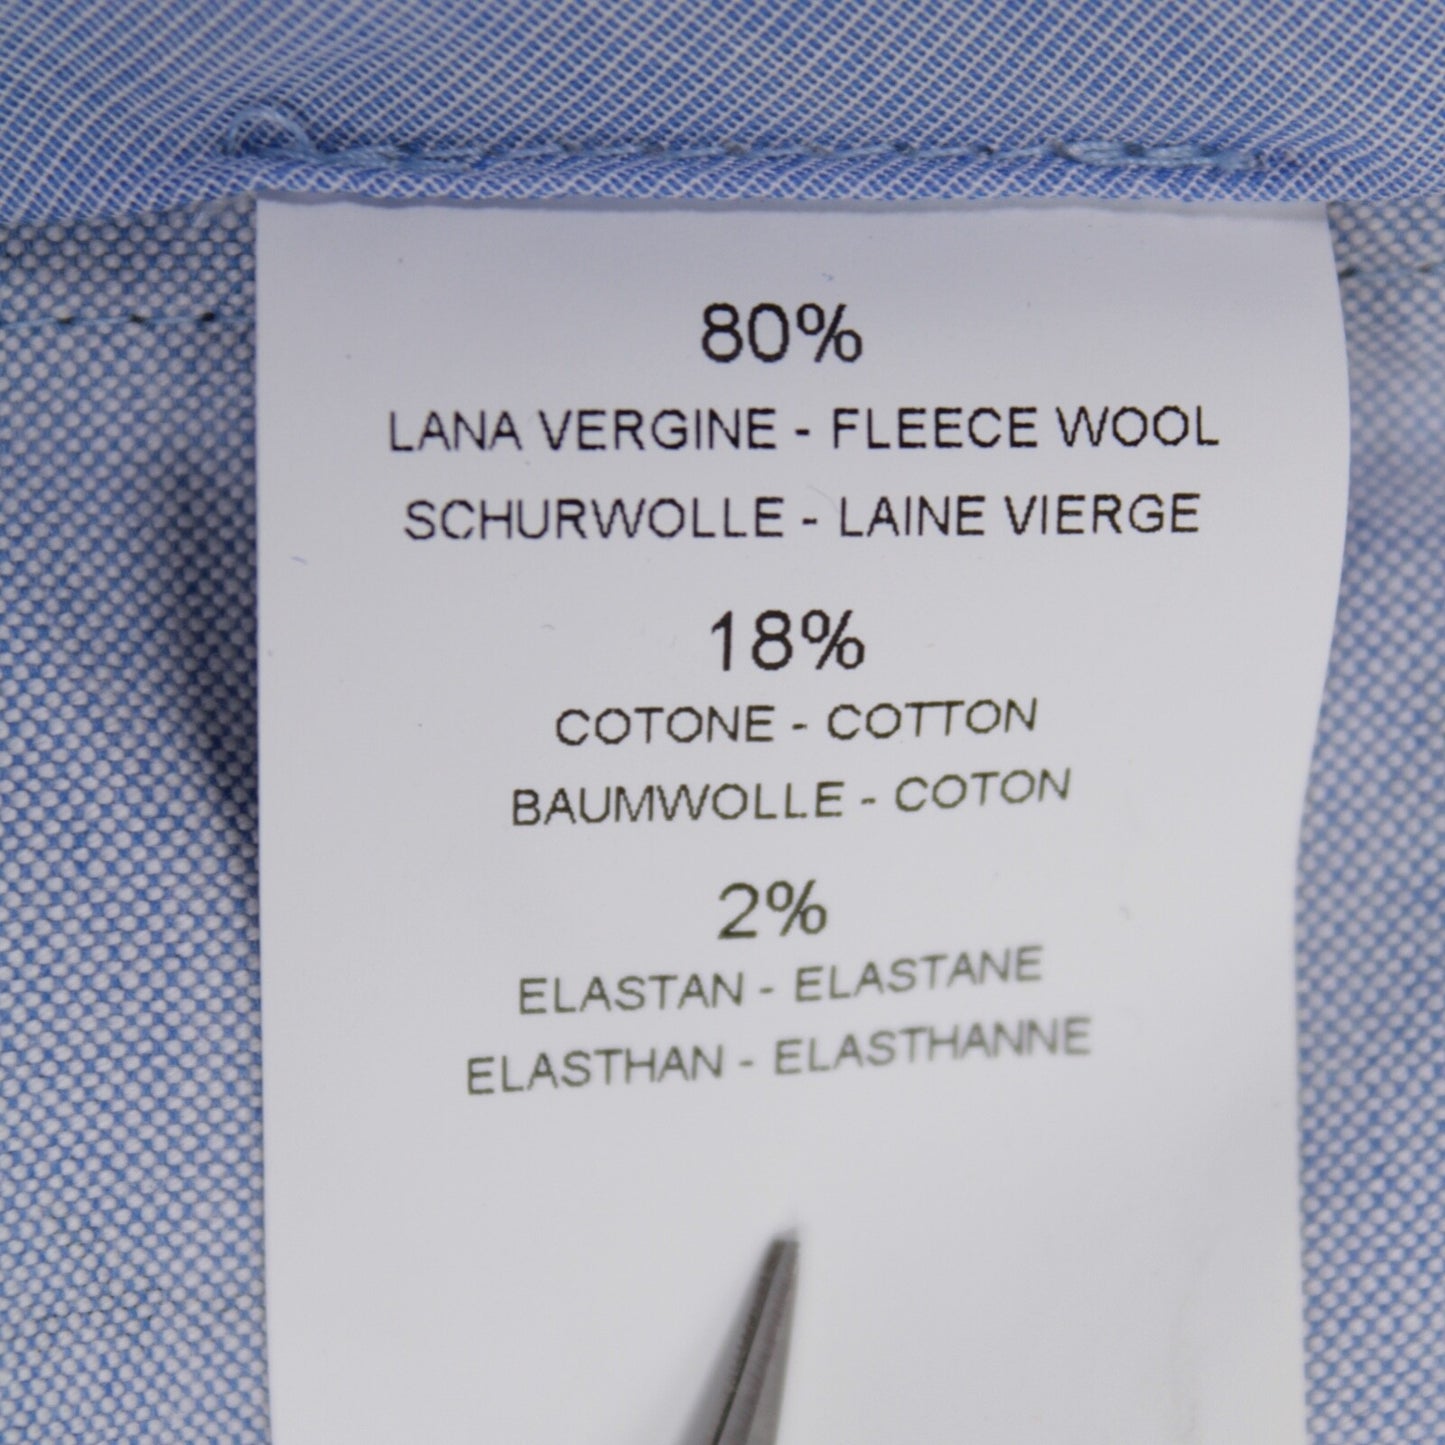 80%
LANA VERGINE - FLEECE WOOL
SCHURWOLLE - LAINE VIERGE
18%
COTONE - COTTON
BAUMWOLLE - COTON
2%
ELASTAN - ELASTANE
ELASTHAN - ELASTHANNE